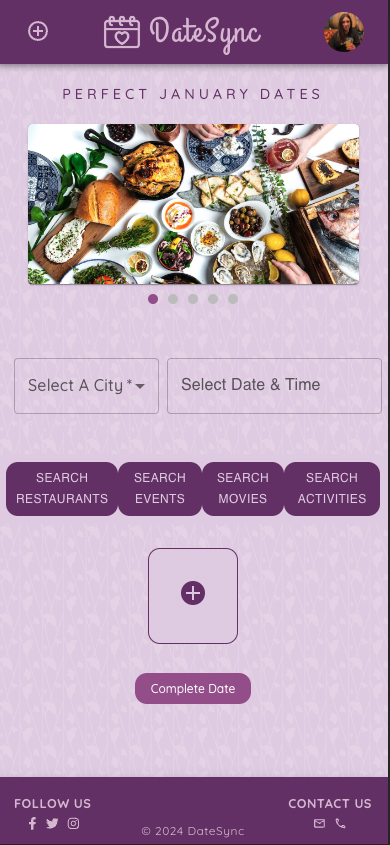 DateSync
PERFECT JANUARY DATES
Select A City *
Select Date & Time
SEARCH
RESTAURANTS
SEARCH
EVENTS
SEARCH
MOVIES
SEARCH
ACTIVITIES
Complete Date
FOLLOW US
CONTACT US
© 2024 DateSync